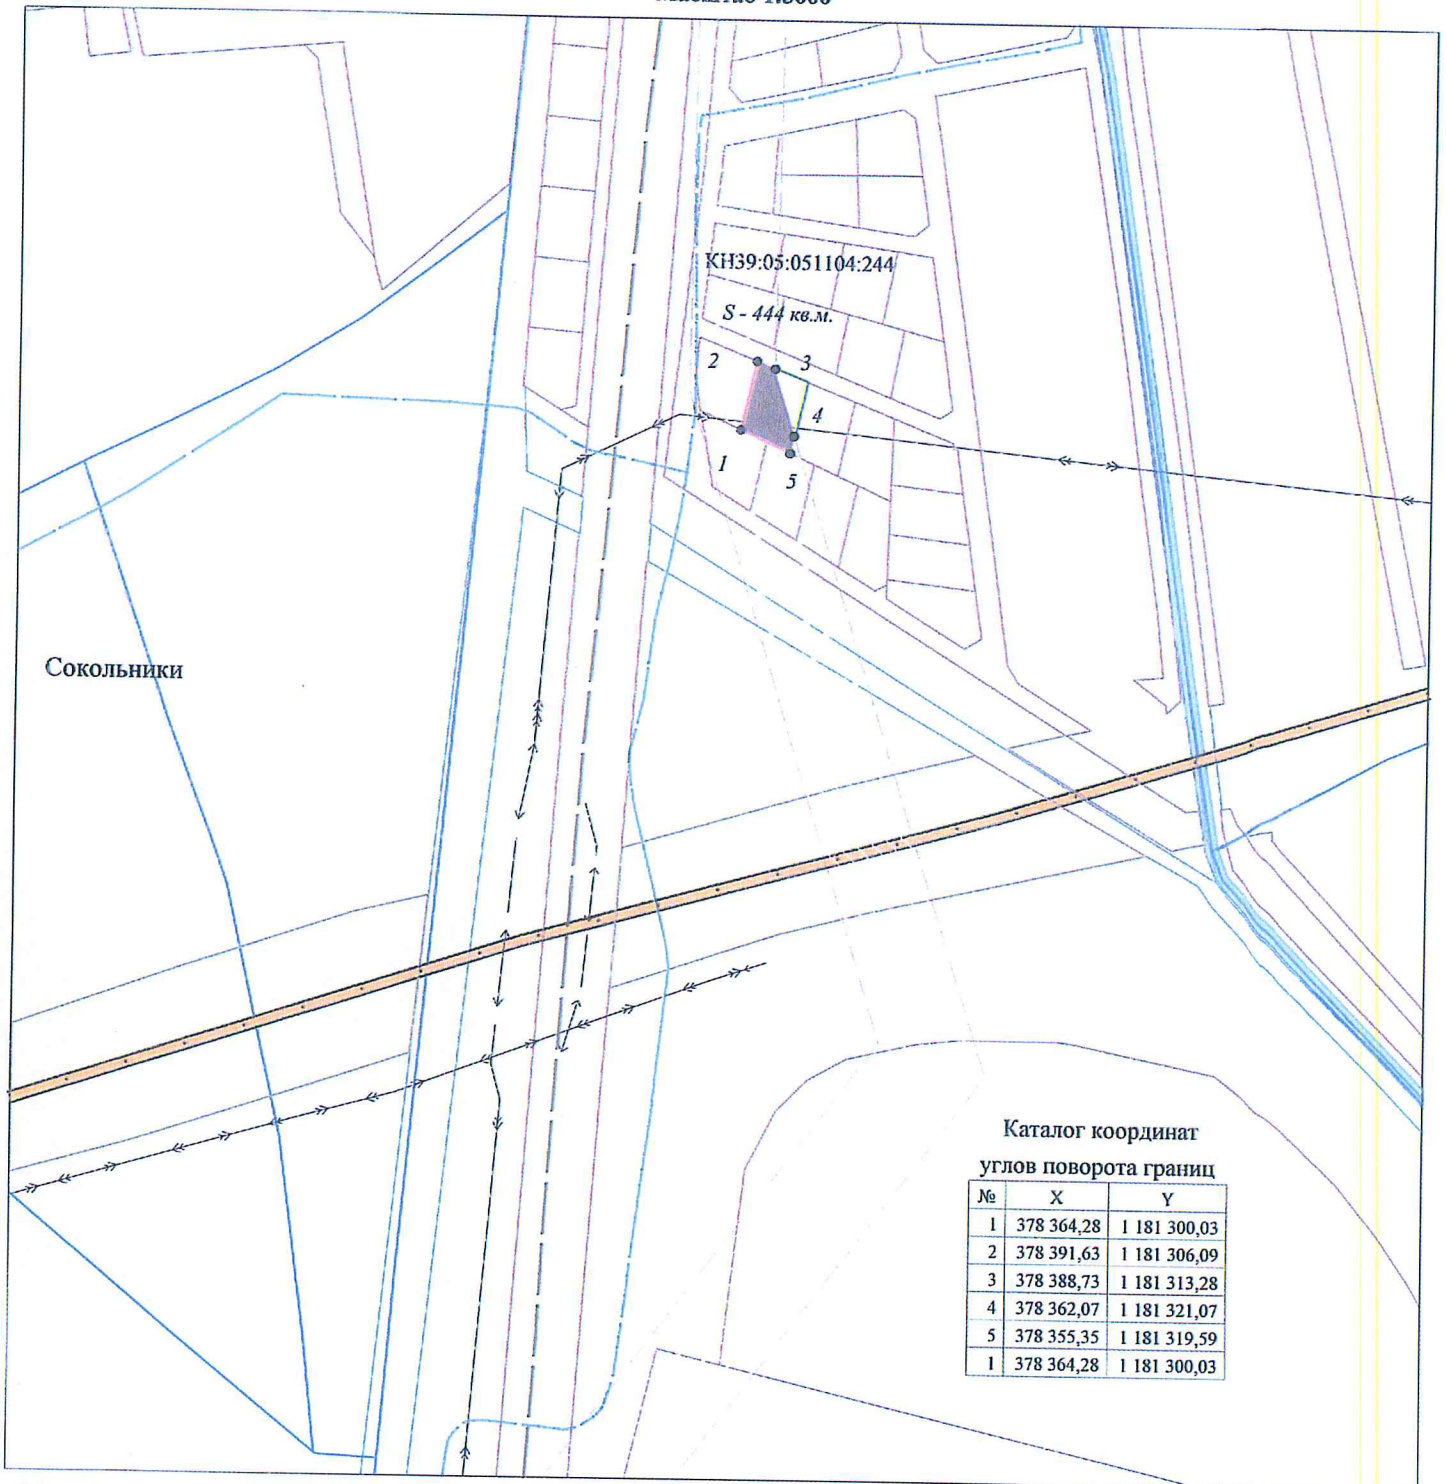 КН39:05:051104:244
S - 444 кв.м.
2
3
4
1
5
Сокольники
Каталог координат
углов поворота границ
№ X Y
1 378 364,28 1 181 300,03
2 378 391,63 1 181 306,09
3 378 388,73 1 181 313,28
4 378 362,07 1 181 321,07
5 378 355,35 1 181 319,59
1 378 364,28 1 181 300,03